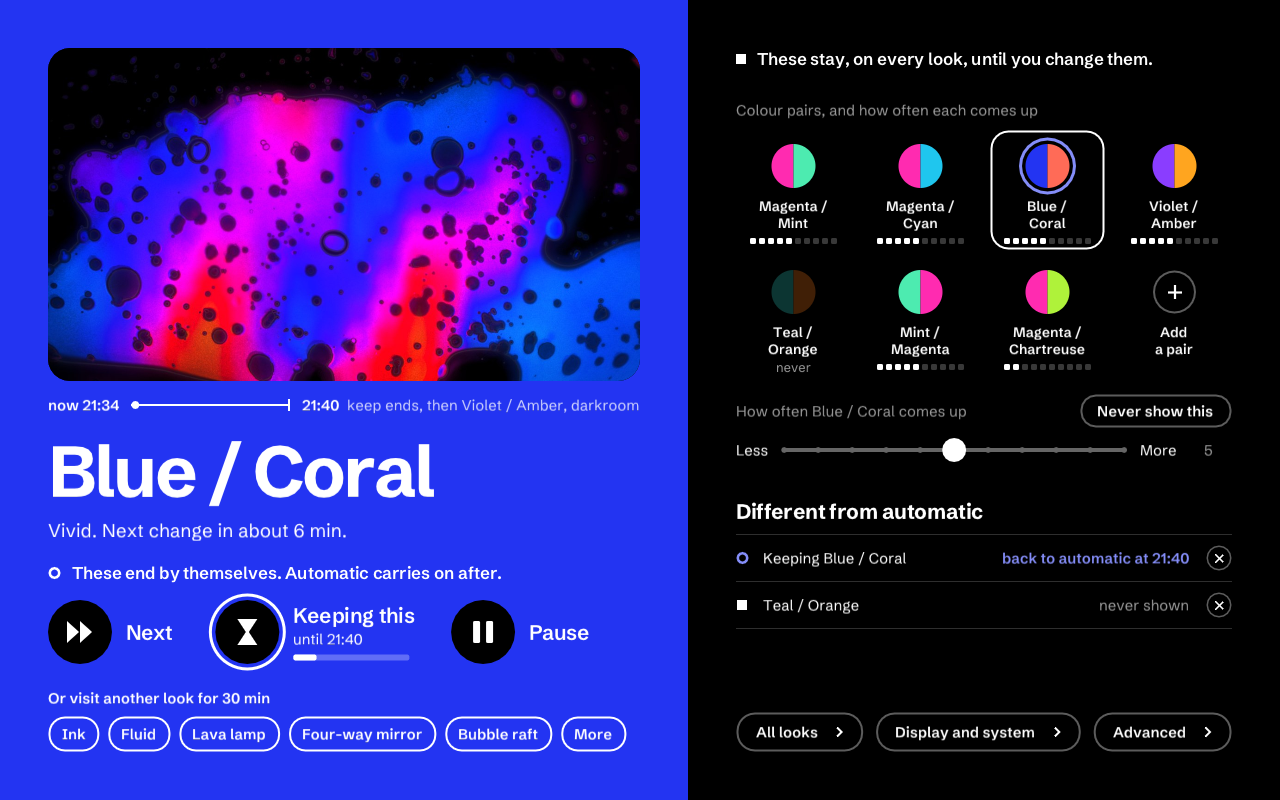 now 21:34
21:40 keep ends, then Violet / Amber, darkroom
Blue / Coral
Vivid. Next change in about 6 min.
These end by themselves. Automatic carries on after.
Next
Keeping this
until 21:40
Pause
Or visit another look for 30 min
Ink
Fluid
Lava lamp
Four-way mirror
Bubble raft
More
These stay, on every look, until you change them.
Colour pairs, and how often each comes up
Magenta /
Mint
Magenta /
Cyan
Blue /
Coral
Violet /
Amber
Teal /
Orange
never
Mint /
Magenta
Magenta /
Chartreuse
Add
a pair
How often Blue / Coral comes up
Never show this
Less
More
5
Different from automatic
Keeping Blue / Coral
back to automatic at 21:40
Teal / Orange
never shown
All looks
Display and system
Advanced